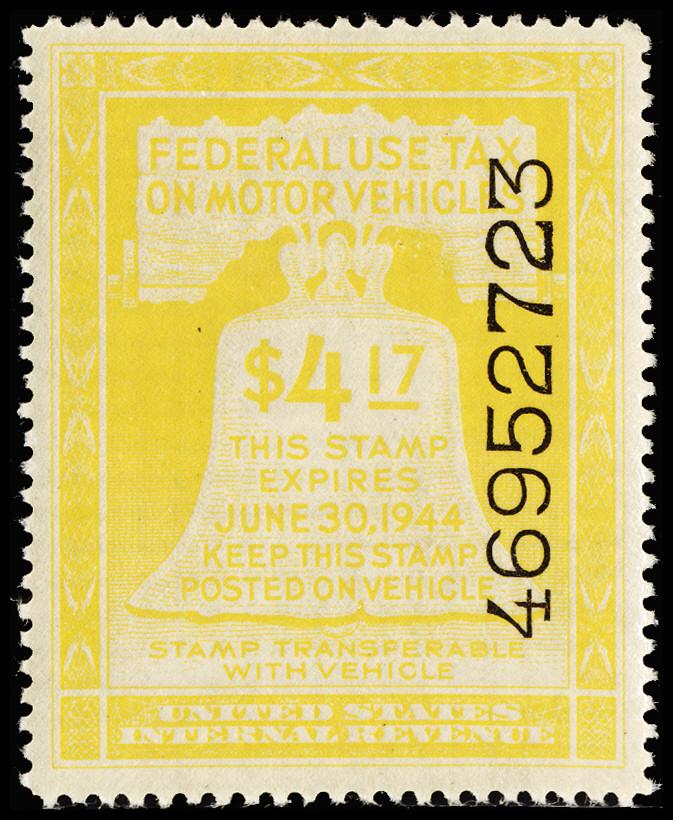 FEDERAL USE TAX
ON MOTOR VEHICLES
$4 17
THIS STAMP
EXPIRES
JUNE 30, 1944
KEEP THIS STAMP
POSTED ON VEHICLE
STAMP TRANSFERABLE
WITH VEHICLE
UNITED STATES
INTERNAL REVENUE
46952723